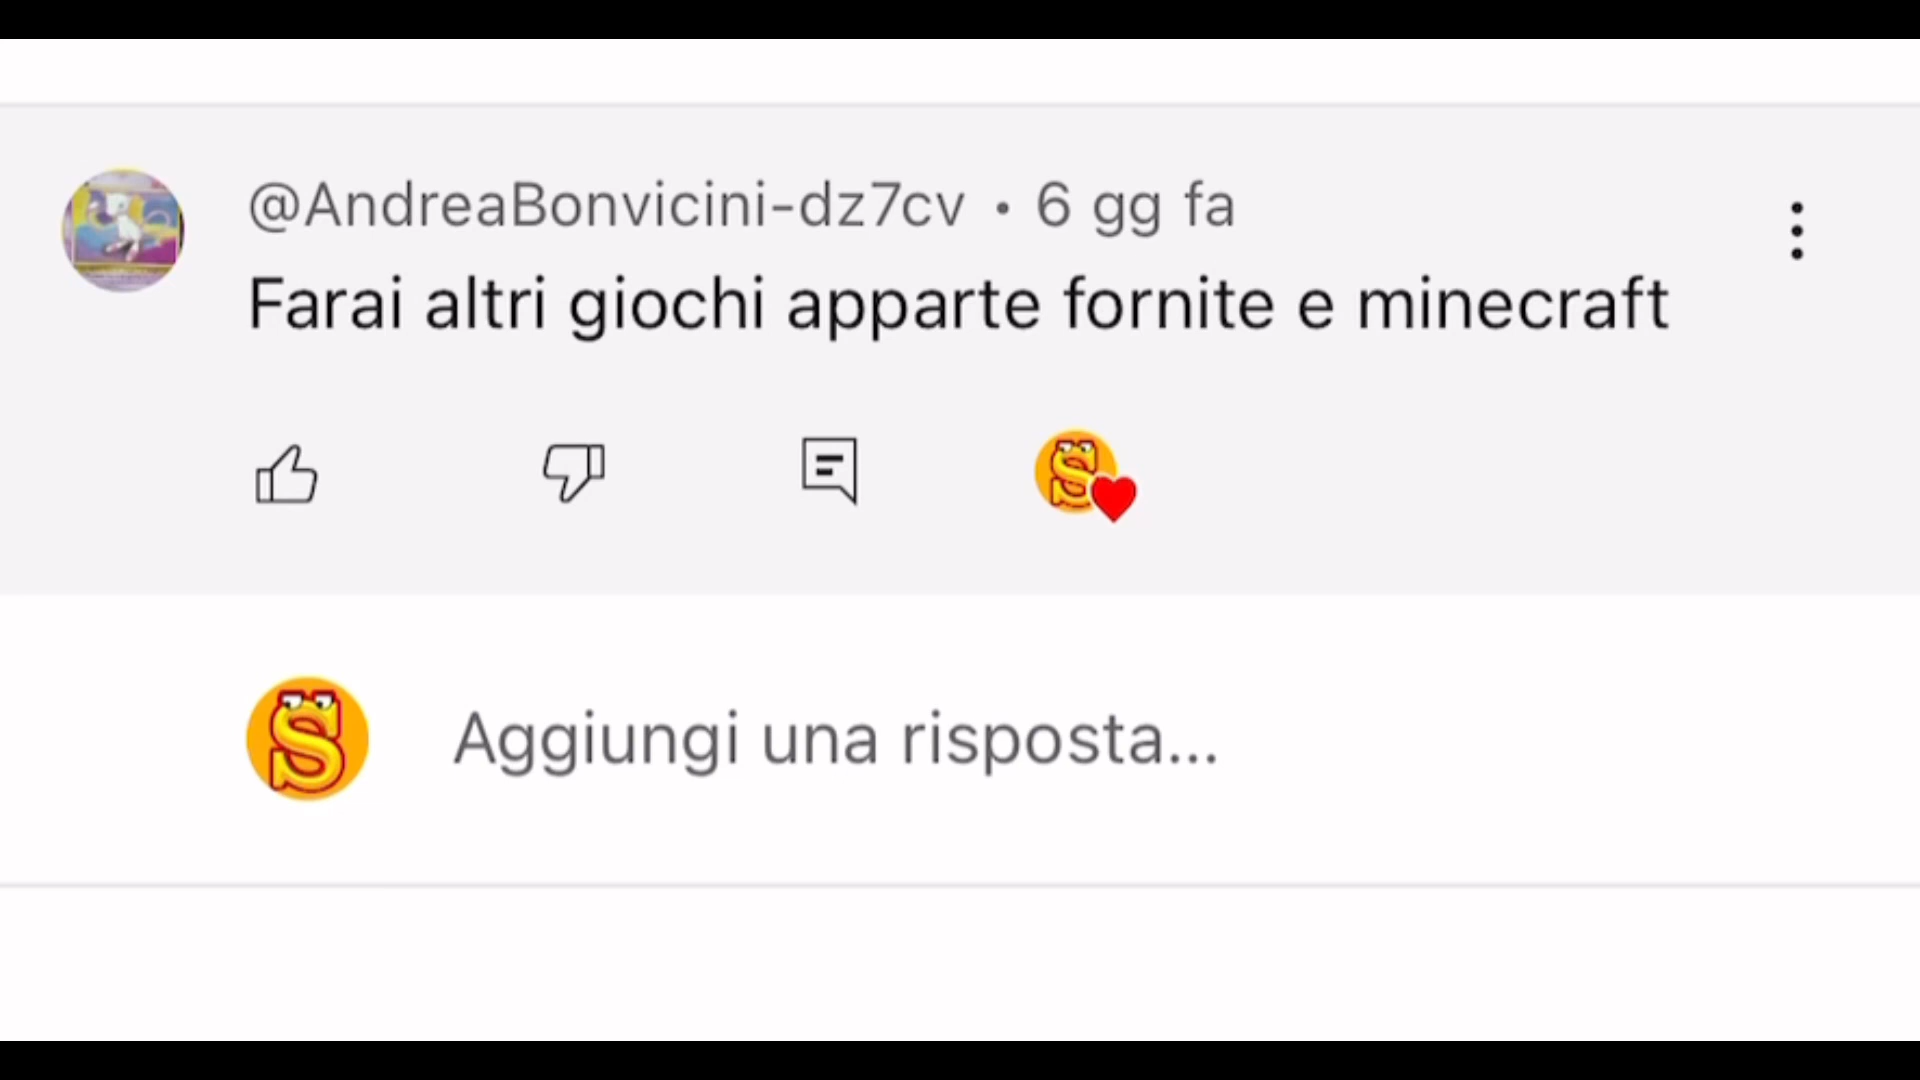 @AndreaBonvicini-dz7cv • 6 gg fa
Farai altri giochi apparte fornite e minecraft
S
S
Aggiungi una risposta...